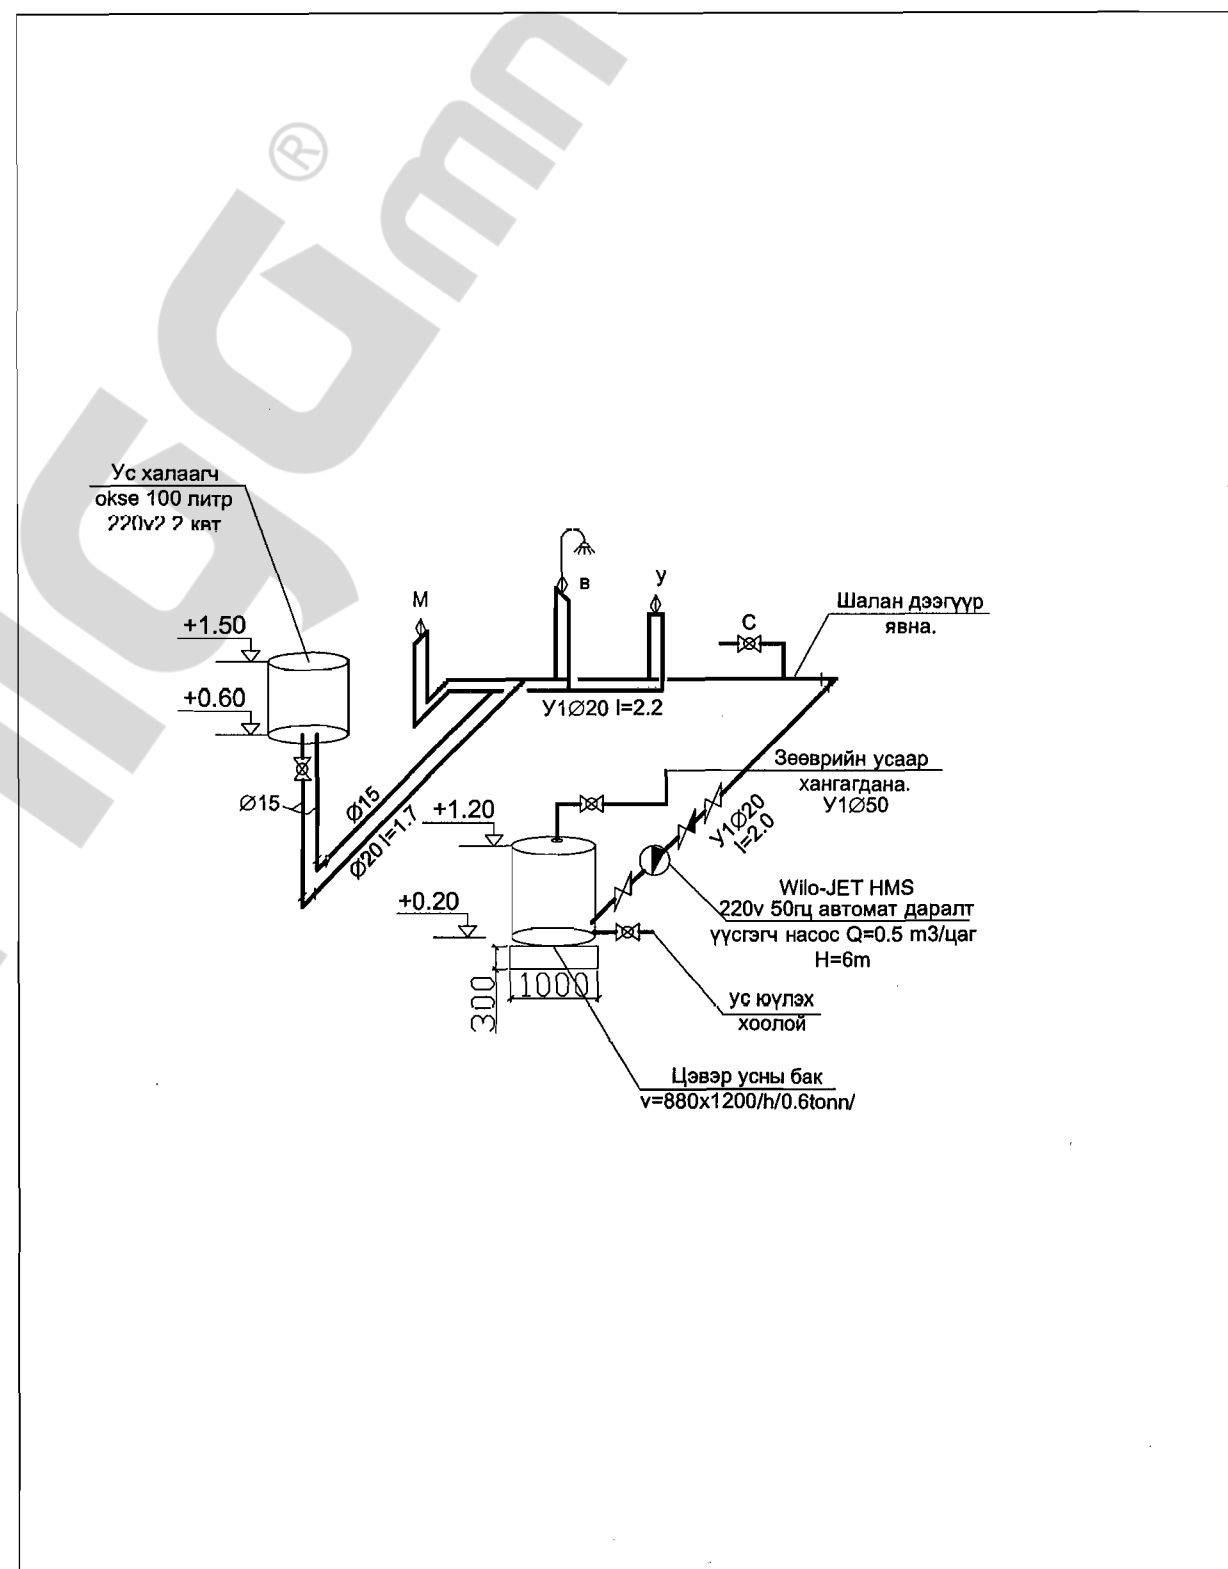 Ус халаагч
okse 100 литр
220v2.2 квт
+1.50
+0.60
М
в
У
С
Шалан дээгүүр
явна.
У1Ø20 l=2.2
Зөөврийн усаар
хангагдана.
У1Ø50
Ø15
Ø15
Ø20 l=1.7
+1.20
У1Ø20
l=2.0
+0.20
Wilo-JET HMS
220v 50гц автомат даралт
үүсгэгч насос Q=0.5 m3/цаг
H=6m
300
1000
Ус юүлэх
хоолой
Цэвэр усны бак
v=880x1200/h/0.6tonn/